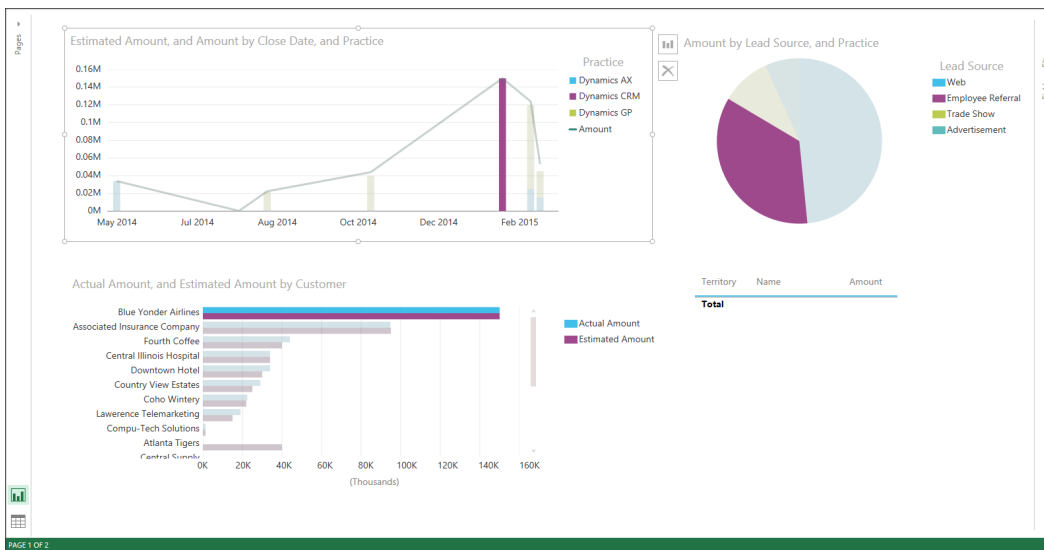 Pages
Estimated Amount, and Amount by Close Date, and Practice
0.16M
0.14M
0.12M
0.10M
0.08M
0.06M
0.04M
0.02M
0M
May 2014
Jul 2014
Aug 2014
Oct 2014
Dec 2014
Feb 2015
Practice
Dynamics AX
Dynamics CRM
Dynamics GP
Amount
Amount by Lead Source, and Practice
Lead Source
Web
Employee Referral
Trade Show
Advertisement
Actual Amount, and Estimated Amount by Customer
Blue Yonder Airlines
Associated Insurance Company
Fourth Coffee
Central Illinois Hospital
Downtown Hotel
Country View Estates
Coho Wintery
Lawerence Telemarketing
Compu-Tech Solutions
Atlanta Tigers
Central Supply
0K 20K 40K 60K 80K 100K 120K 140K 160K
(Thousands)
Actual Amount
Estimated Amount
Territory Name Amount
Total
PAGE 1 OF 2